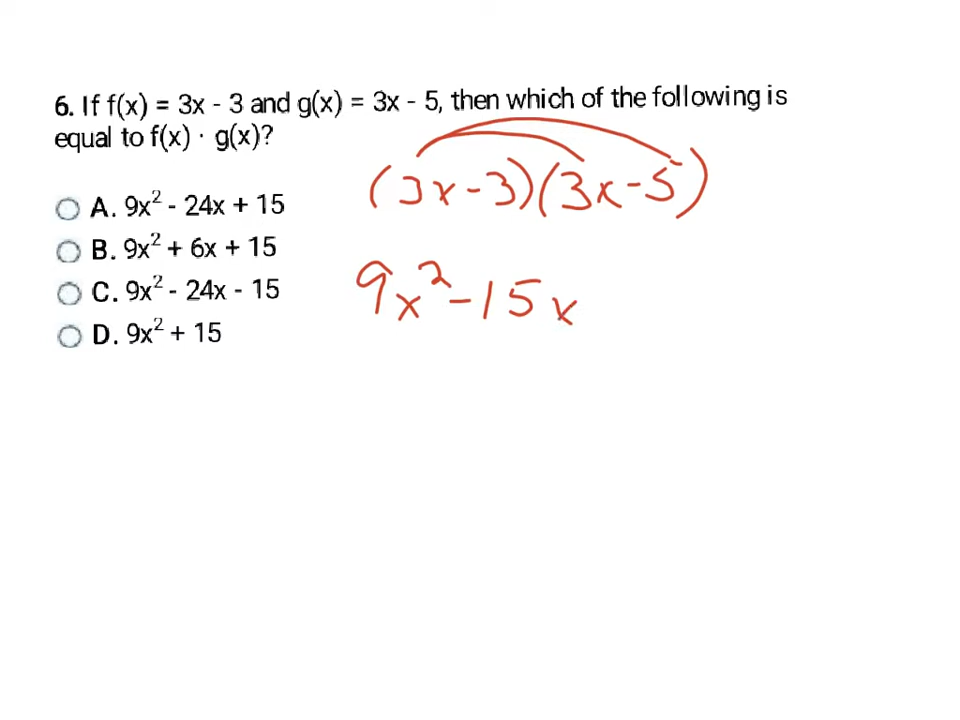 6. If f(x) = 3x - 3 and g(x) = 3x - 5, then which of the following is
equal to f(x) · g(x)?
(3x-3)(3x-5)
A. 9x² - 24x + 15
B. 9x² + 6x + 15
C. 9x² - 24x - 15
D. 9x² + 15
9x²-15x